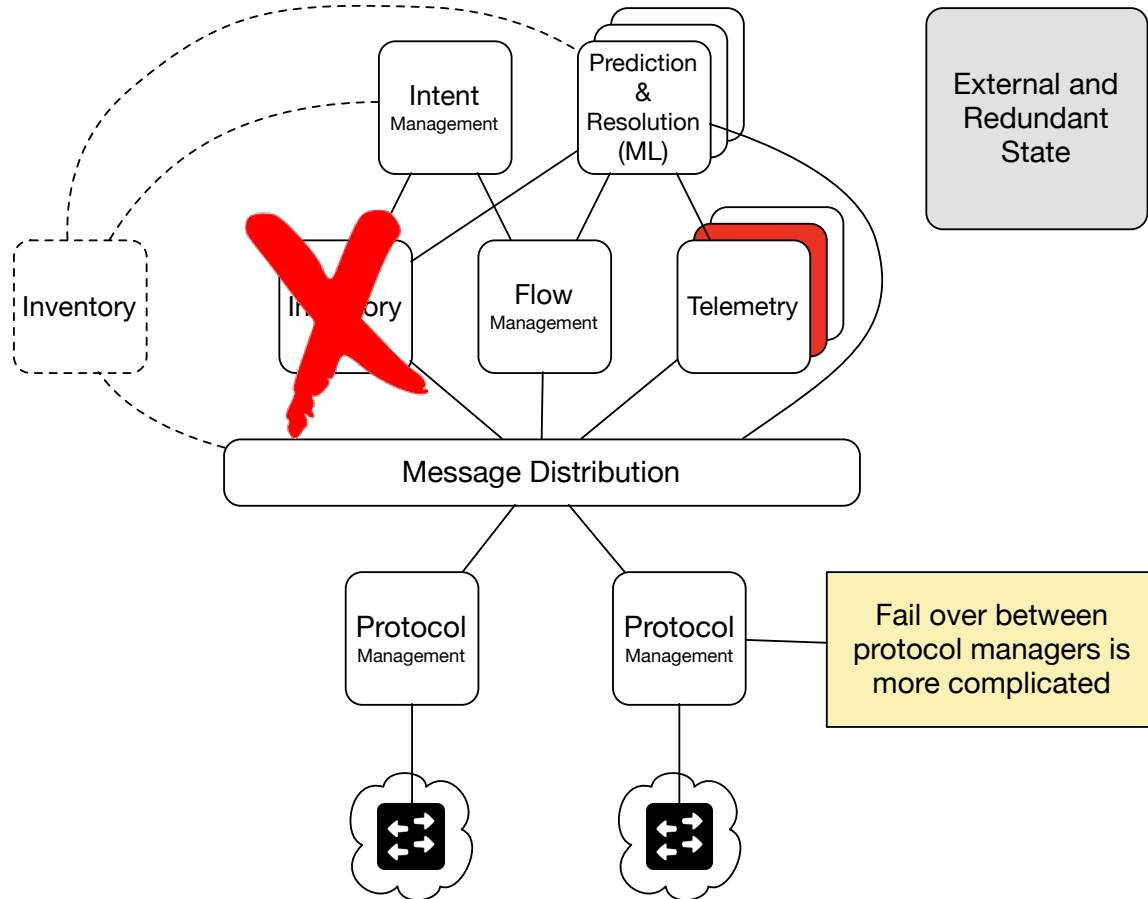 Prediction
&
Resolution
(ML)
Intent
Management
External and
Redundant
State
Inventory
Flow
Management
Telemetry
Message Distribution
Protocol
Management
Protocol
Management
Fail over between
protocol managers is
more complicated